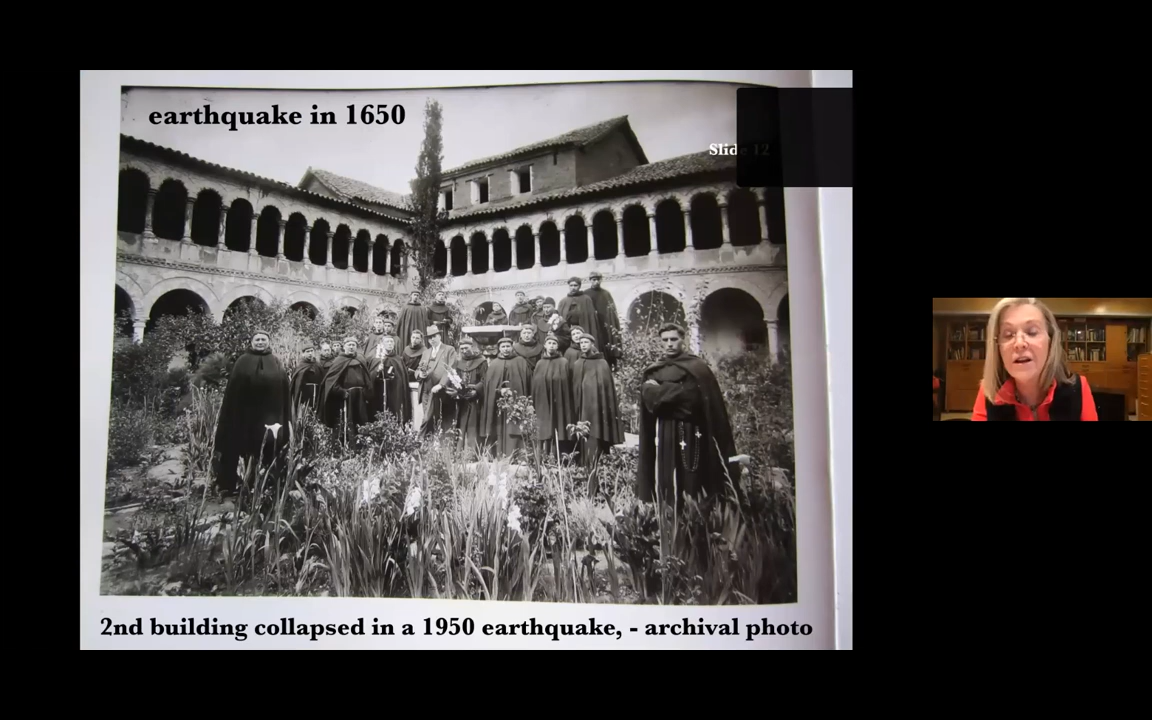 earthquake in 1650
Slide 12
2nd building collapsed in a 1950 earthquake, - archival photo